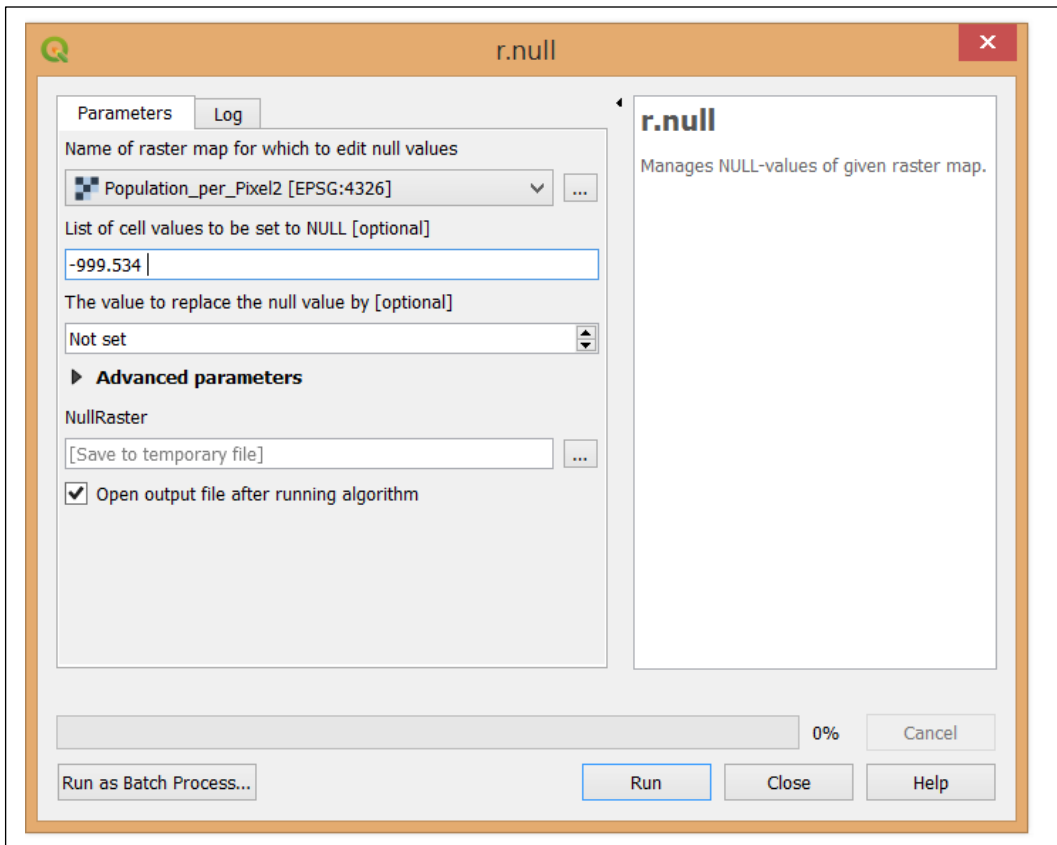 r.null
Parameters
Log
Name of raster map for which to edit null values
Population_per_Pixel2 [EPSG:4326]
...
List of cell values to be set to NULL [optional]
-999.534
The value to replace the null value by [optional]
Not set
Advanced parameters
NullRaster
[Save to temporary file]
...
Open output file after running algorithm
r.null
Manages NULL-values of given raster map.
0%
Cancel
Run as Batch Process...
Run
Close
Help